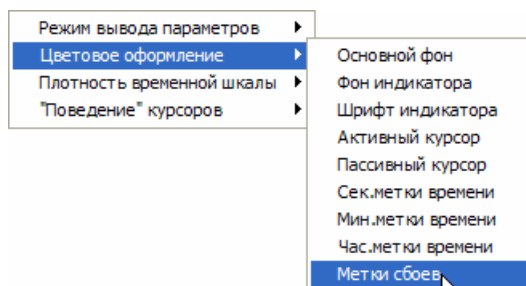 Режим вывода параметров
Цветовое оформление
Плотность временной шкалы
"Поведение" курсоров
Основной фон
Фон индикатора
Шрифт индикатора
Активный курсор
Пассивный курсор
Сек.метки времени
Мин.метки времени
Час.метки времени
Метки сбоев